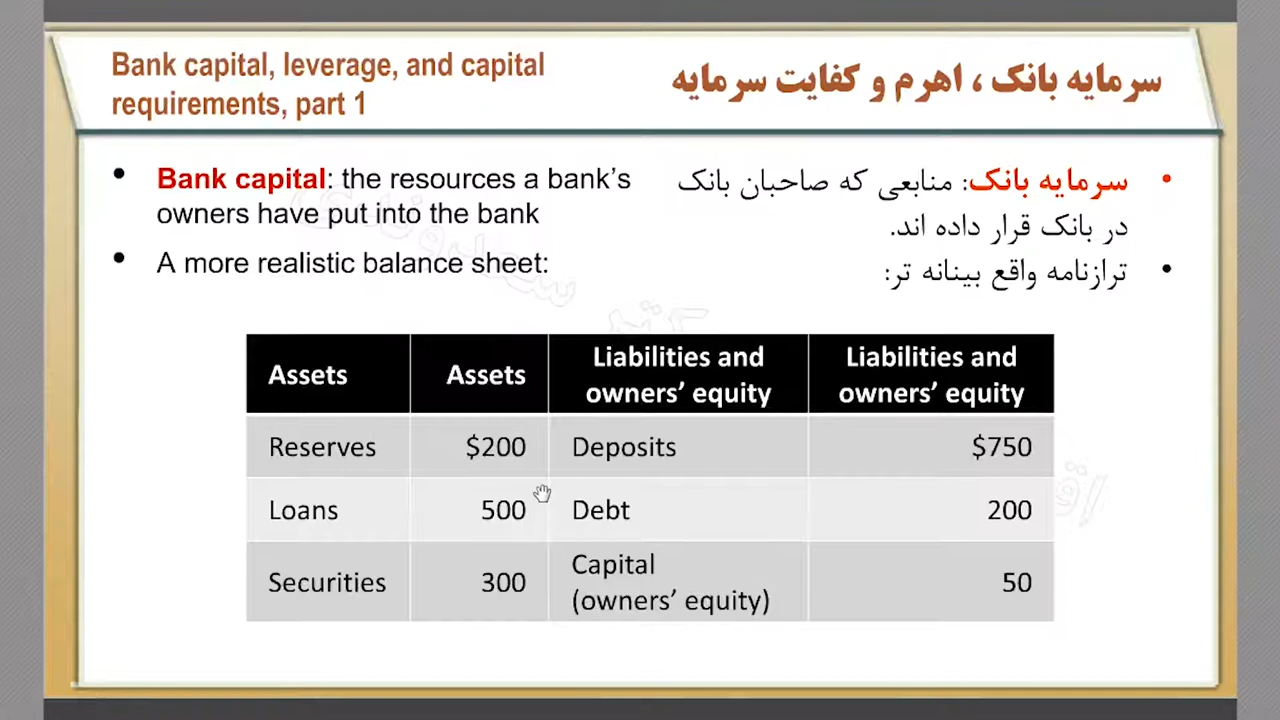 Bank capital, leverage, and capital
requirements, part 1
سرمایه بانک ، اهرم و کفایت سرمایه
• Bank capital: the resources a bank's
owners have put into the bank
• A more realistic balance sheet:
• سرمایه بانک: منابعی که صاحبان بانک
در بانک قرار داده اند.
• ترازنامه واقع بینانه تر:
Assets Assets Liabilities and owners' equity Liabilities and owners' equity
Reserves $200 Deposits $750
Loans 500 Debt 200
Securities 300 Capital (owners' equity) 50